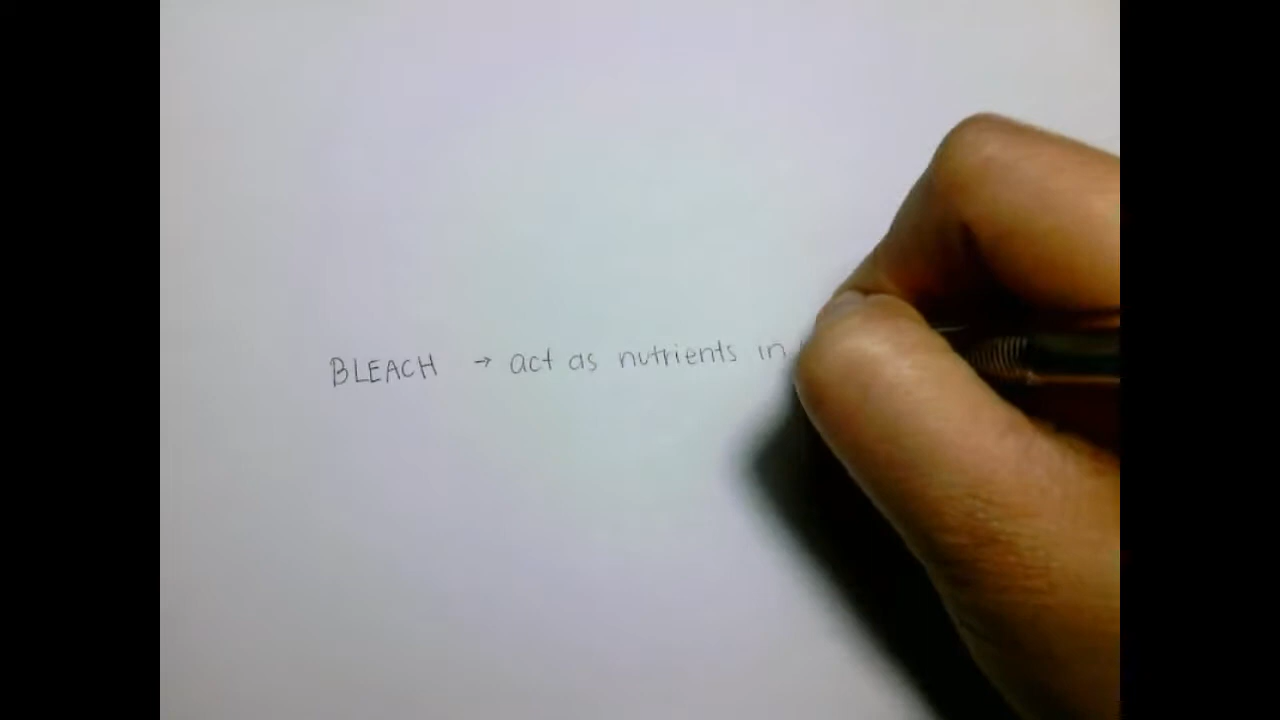 BLEACH → act as nutrients in